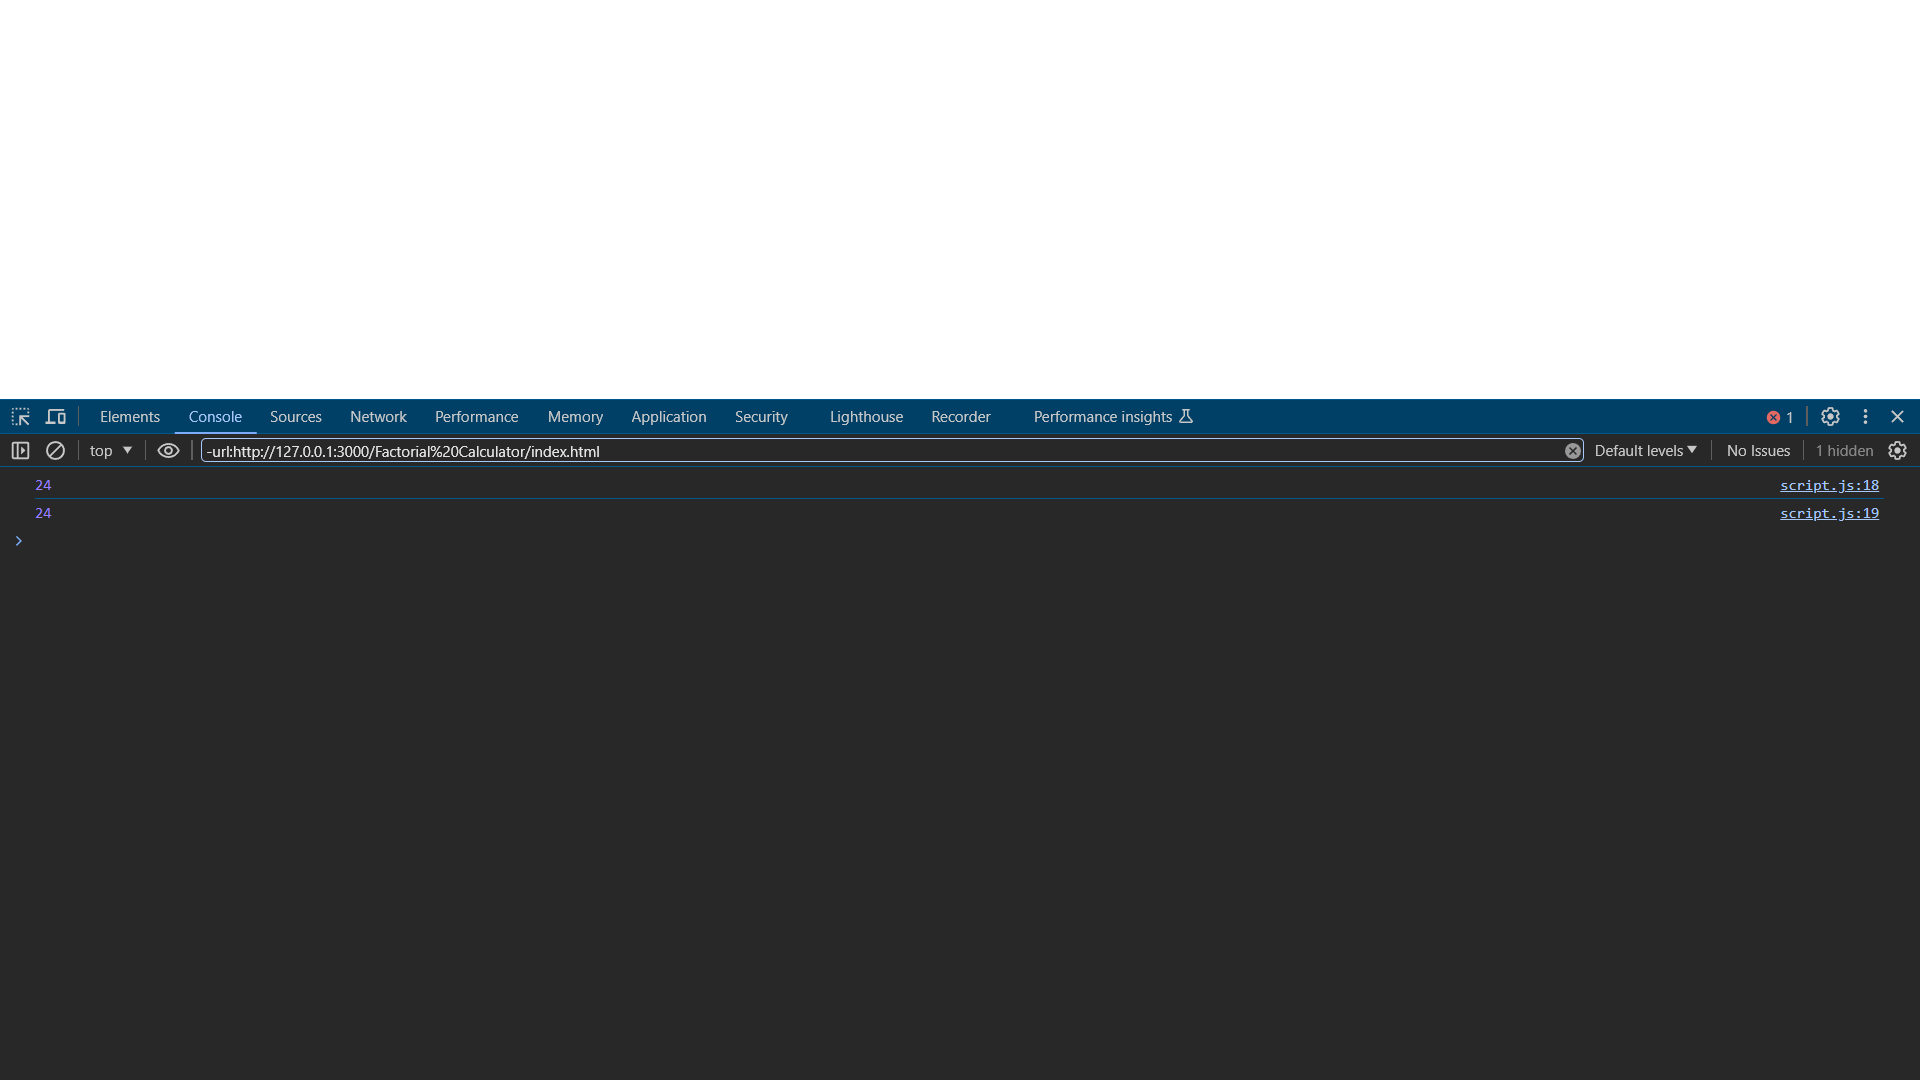 Elements Console Sources Network Performance Memory Application Security Lighthouse Recorder Performance insights 1
top -url:http://127.0.0.1:3000/Factorial%20Calculator/index.html Default levels No Issues 1 hidden
24 script.js:18
24 script.js:19